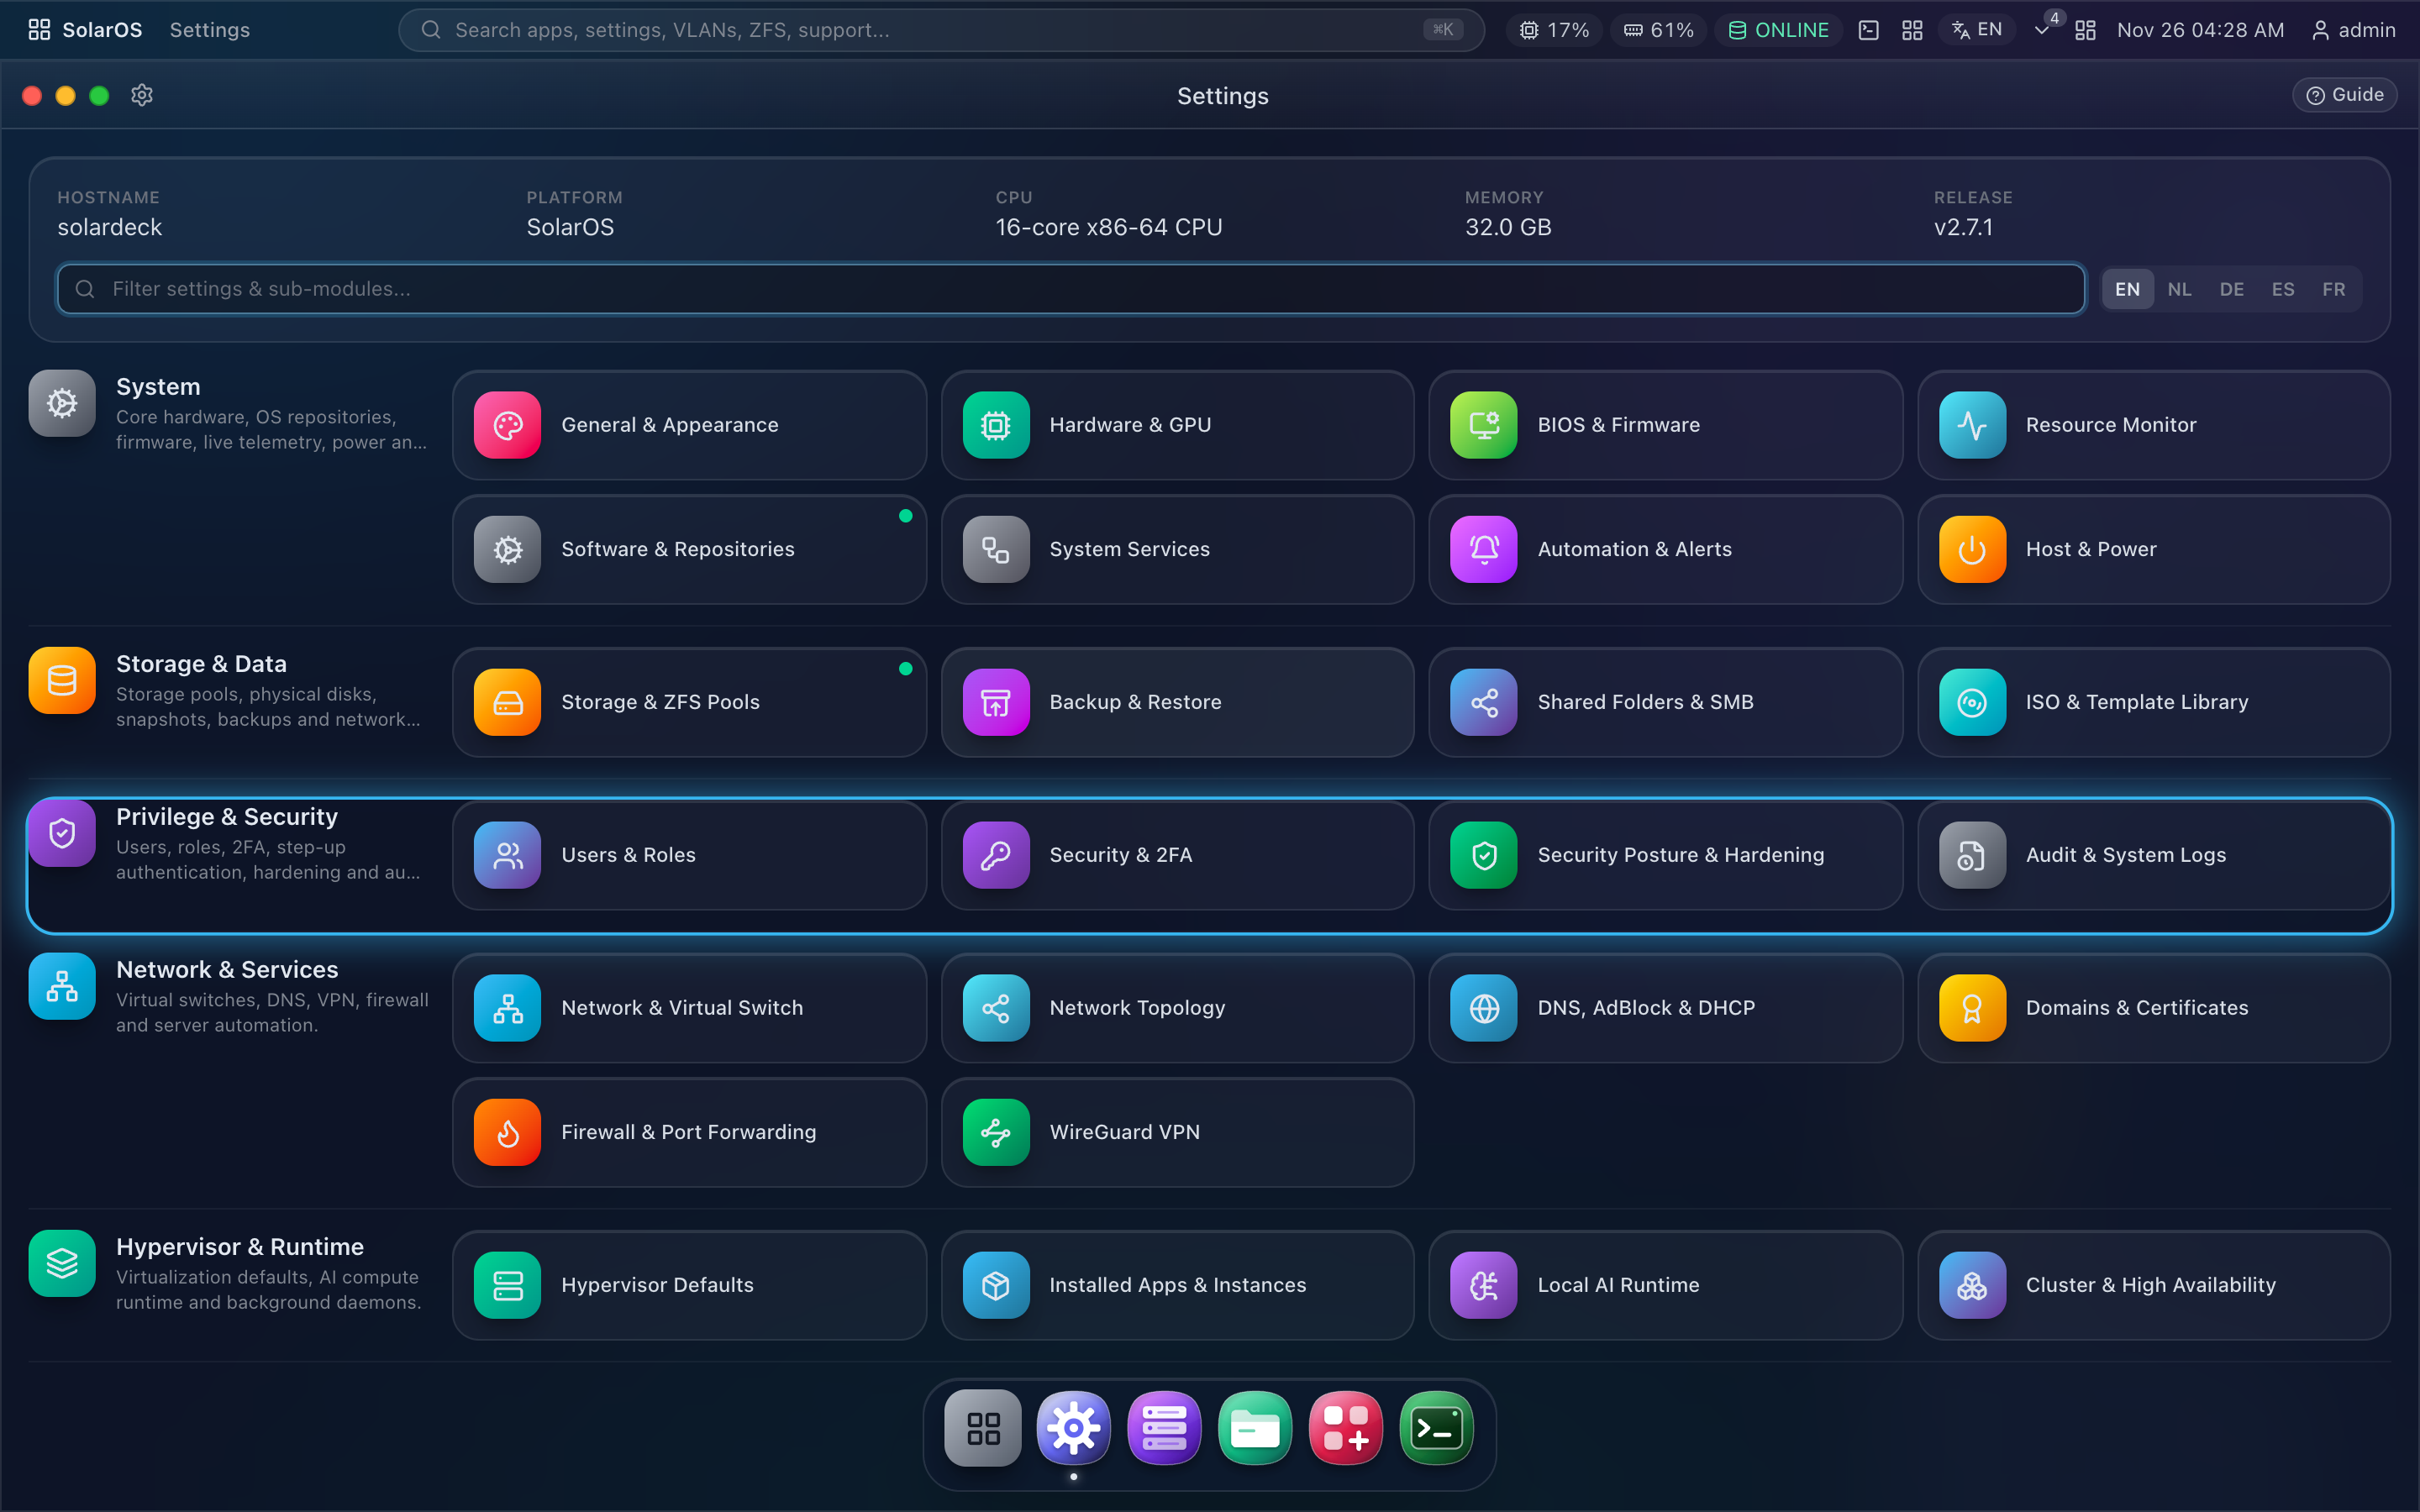 SolarOS Settings Search apps, settings, VLANs, ZFS, support... ⌘K 17% 61% ONLINE EN 4 Nov 26 04:28 AM admin
Settings Guide
HOSTNAME PLATFORM CPU MEMORY RELEASE
solardeck SolarOS 16-core x86-64 CPU 32.0 GB v2.7.1
Filter settings & sub-modules... EN NL DE ES FR
System
Core hardware, OS repositories,
firmware, live telemetry, power an...
General & Appearance Hardware & GPU BIOS & Firmware Resource Monitor
Software & Repositories System Services Automation & Alerts Host & Power
Storage & Data
Storage pools, physical disks,
snapshots, backups and network...
Storage & ZFS Pools Backup & Restore Shared Folders & SMB ISO & Template Library
Privilege & Security
Users, roles, 2FA, step-up
authentication, hardening and au...
Users & Roles Security & 2FA Security Posture & Hardening Audit & System Logs
Network & Services
Virtual switches, DNS, VPN, firewall
and server automation.
Network & Virtual Switch Network Topology DNS, AdBlock & DHCP Domains & Certificates
Firewall & Port Forwarding WireGuard VPN
Hypervisor & Runtime
Virtualization defaults, AI compute
runtime and background daemons.
Hypervisor Defaults Installed Apps & Instances Local AI Runtime Cluster & High Availability